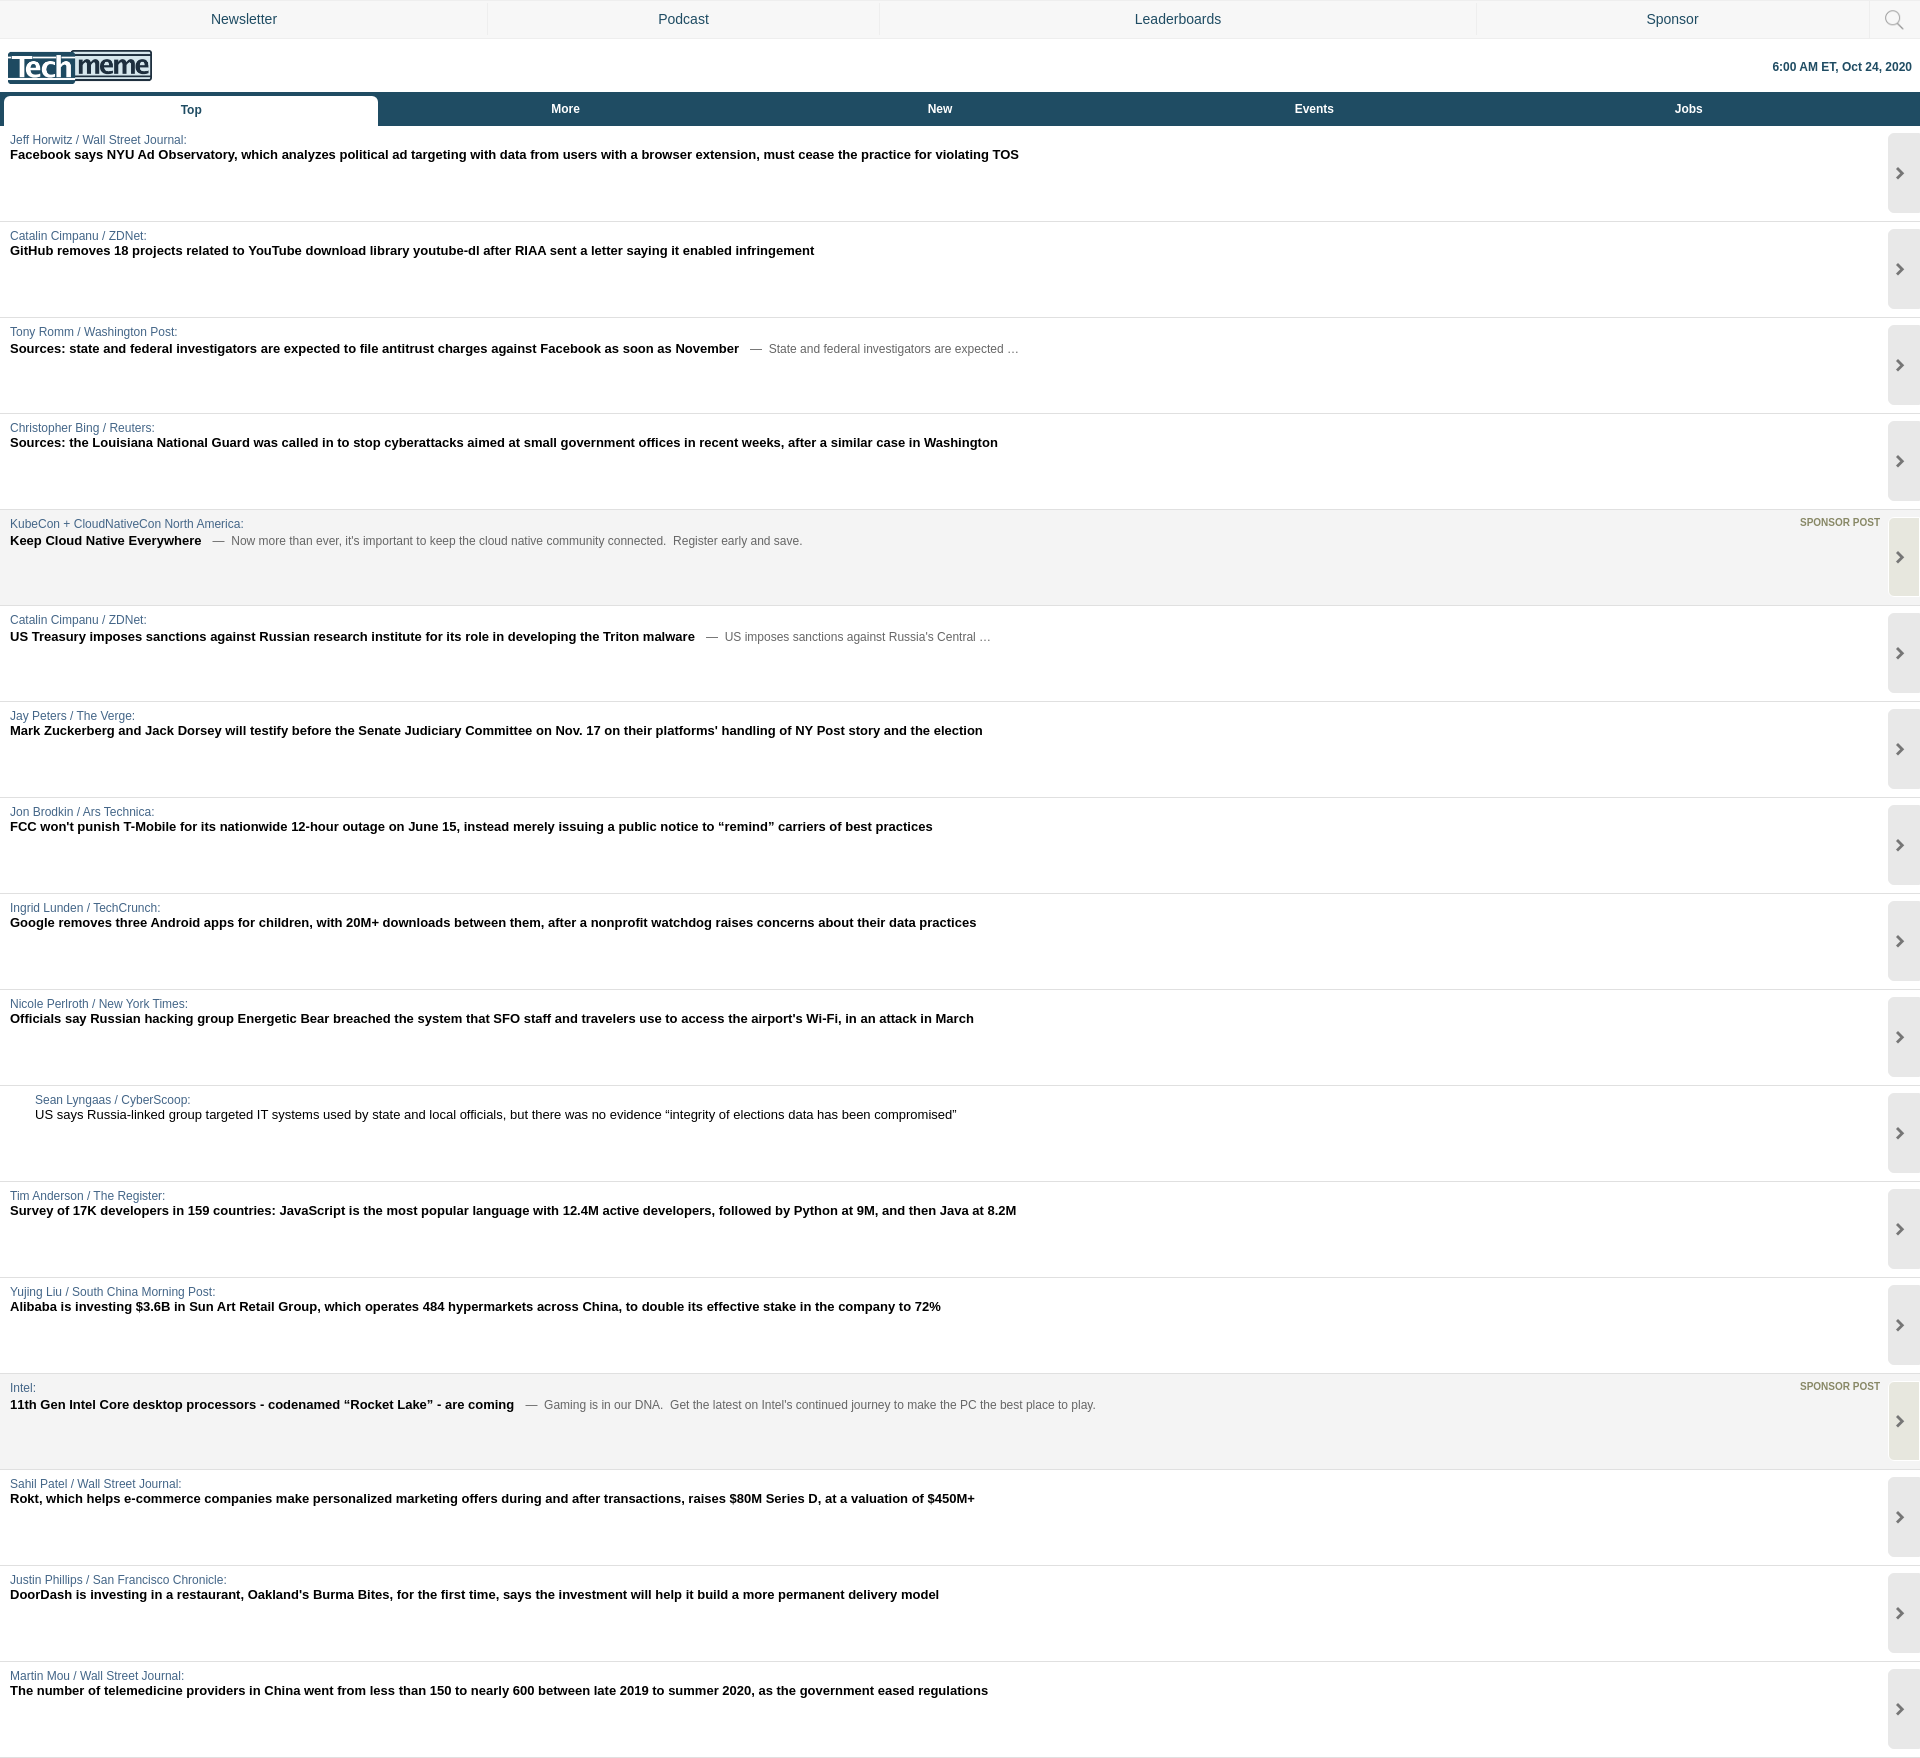 Newsletter
Podcast
Leaderboards
Sponsor
Techmeme
6:00 AM ET, Oct 24, 2020
Top
More
New
Events
Jobs
Jeff Horwitz / Wall Street Journal:
Facebook says NYU Ad Observatory, which analyzes political ad targeting with data from users with a browser extension, must cease the practice for violating TOS
Catalin Cimpanu / ZDNet:
GitHub removes 18 projects related to YouTube download library youtube-dl after RIAA sent a letter saying it enabled infringement
Tony Romm / Washington Post:
Sources: state and federal investigators are expected to file antitrust charges against Facebook as soon as November — State and federal investigators are expected …
Christopher Bing / Reuters:
Sources: the Louisiana National Guard was called in to stop cyberattacks aimed at small government offices in recent weeks, after a similar case in Washington
KubeCon + CloudNativeCon North America:
SPONSOR POST
Keep Cloud Native Everywhere — Now more than ever, it's important to keep the cloud native community connected. Register early and save.
Catalin Cimpanu / ZDNet:
US Treasury imposes sanctions against Russian research institute for its role in developing the Triton malware — US imposes sanctions against Russia's Central …
Jay Peters / The Verge:
Mark Zuckerberg and Jack Dorsey will testify before the Senate Judiciary Committee on Nov. 17 on their platforms' handling of NY Post story and the election
Jon Brodkin / Ars Technica:
FCC won't punish T-Mobile for its nationwide 12-hour outage on June 15, instead merely issuing a public notice to “remind” carriers of best practices
Ingrid Lunden / TechCrunch:
Google removes three Android apps for children, with 20M+ downloads between them, after a nonprofit watchdog raises concerns about their data practices
Nicole Perlroth / New York Times:
Officials say Russian hacking group Energetic Bear breached the system that SFO staff and travelers use to access the airport's Wi-Fi, in an attack in March
Sean Lyngaas / CyberScoop:
US says Russia-linked group targeted IT systems used by state and local officials, but there was no evidence “integrity of elections data has been compromised”
Tim Anderson / The Register:
Survey of 17K developers in 159 countries: JavaScript is the most popular language with 12.4M active developers, followed by Python at 9M, and then Java at 8.2M
Yujing Liu / South China Morning Post:
Alibaba is investing $3.6B in Sun Art Retail Group, which operates 484 hypermarkets across China, to double its effective stake in the company to 72%
Intel:
SPONSOR POST
11th Gen Intel Core desktop processors - codenamed “Rocket Lake” - are coming — Gaming is in our DNA. Get the latest on Intel's continued journey to make the PC the best place to play.
Sahil Patel / Wall Street Journal:
Rokt, which helps e-commerce companies make personalized marketing offers during and after transactions, raises $80M Series D, at a valuation of $450M+
Justin Phillips / San Francisco Chronicle:
DoorDash is investing in a restaurant, Oakland's Burma Bites, for the first time, says the investment will help it build a more permanent delivery model
Martin Mou / Wall Street Journal:
The number of telemedicine providers in China went from less than 150 to nearly 600 between late 2019 to summer 2020, as the government eased regulations